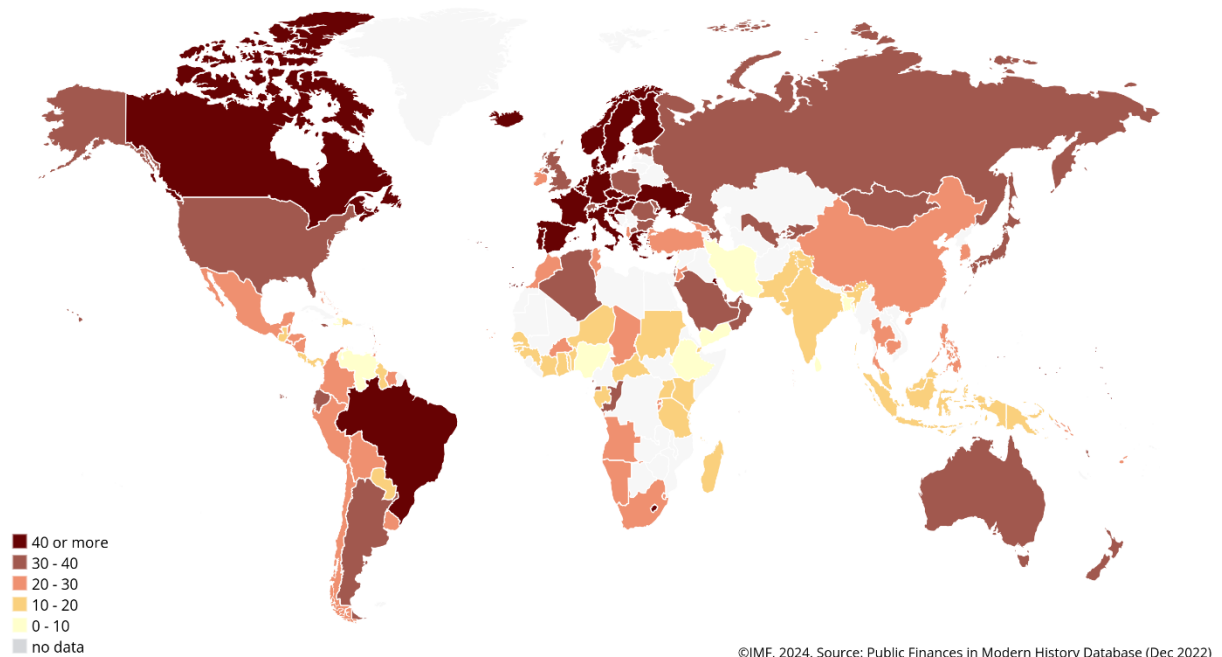 40 or more
30 - 40
20 - 30
10 - 20
0 - 10
no data
©IMF, 2024, Source: Public Finances in Modern History Database (Dec 2022)